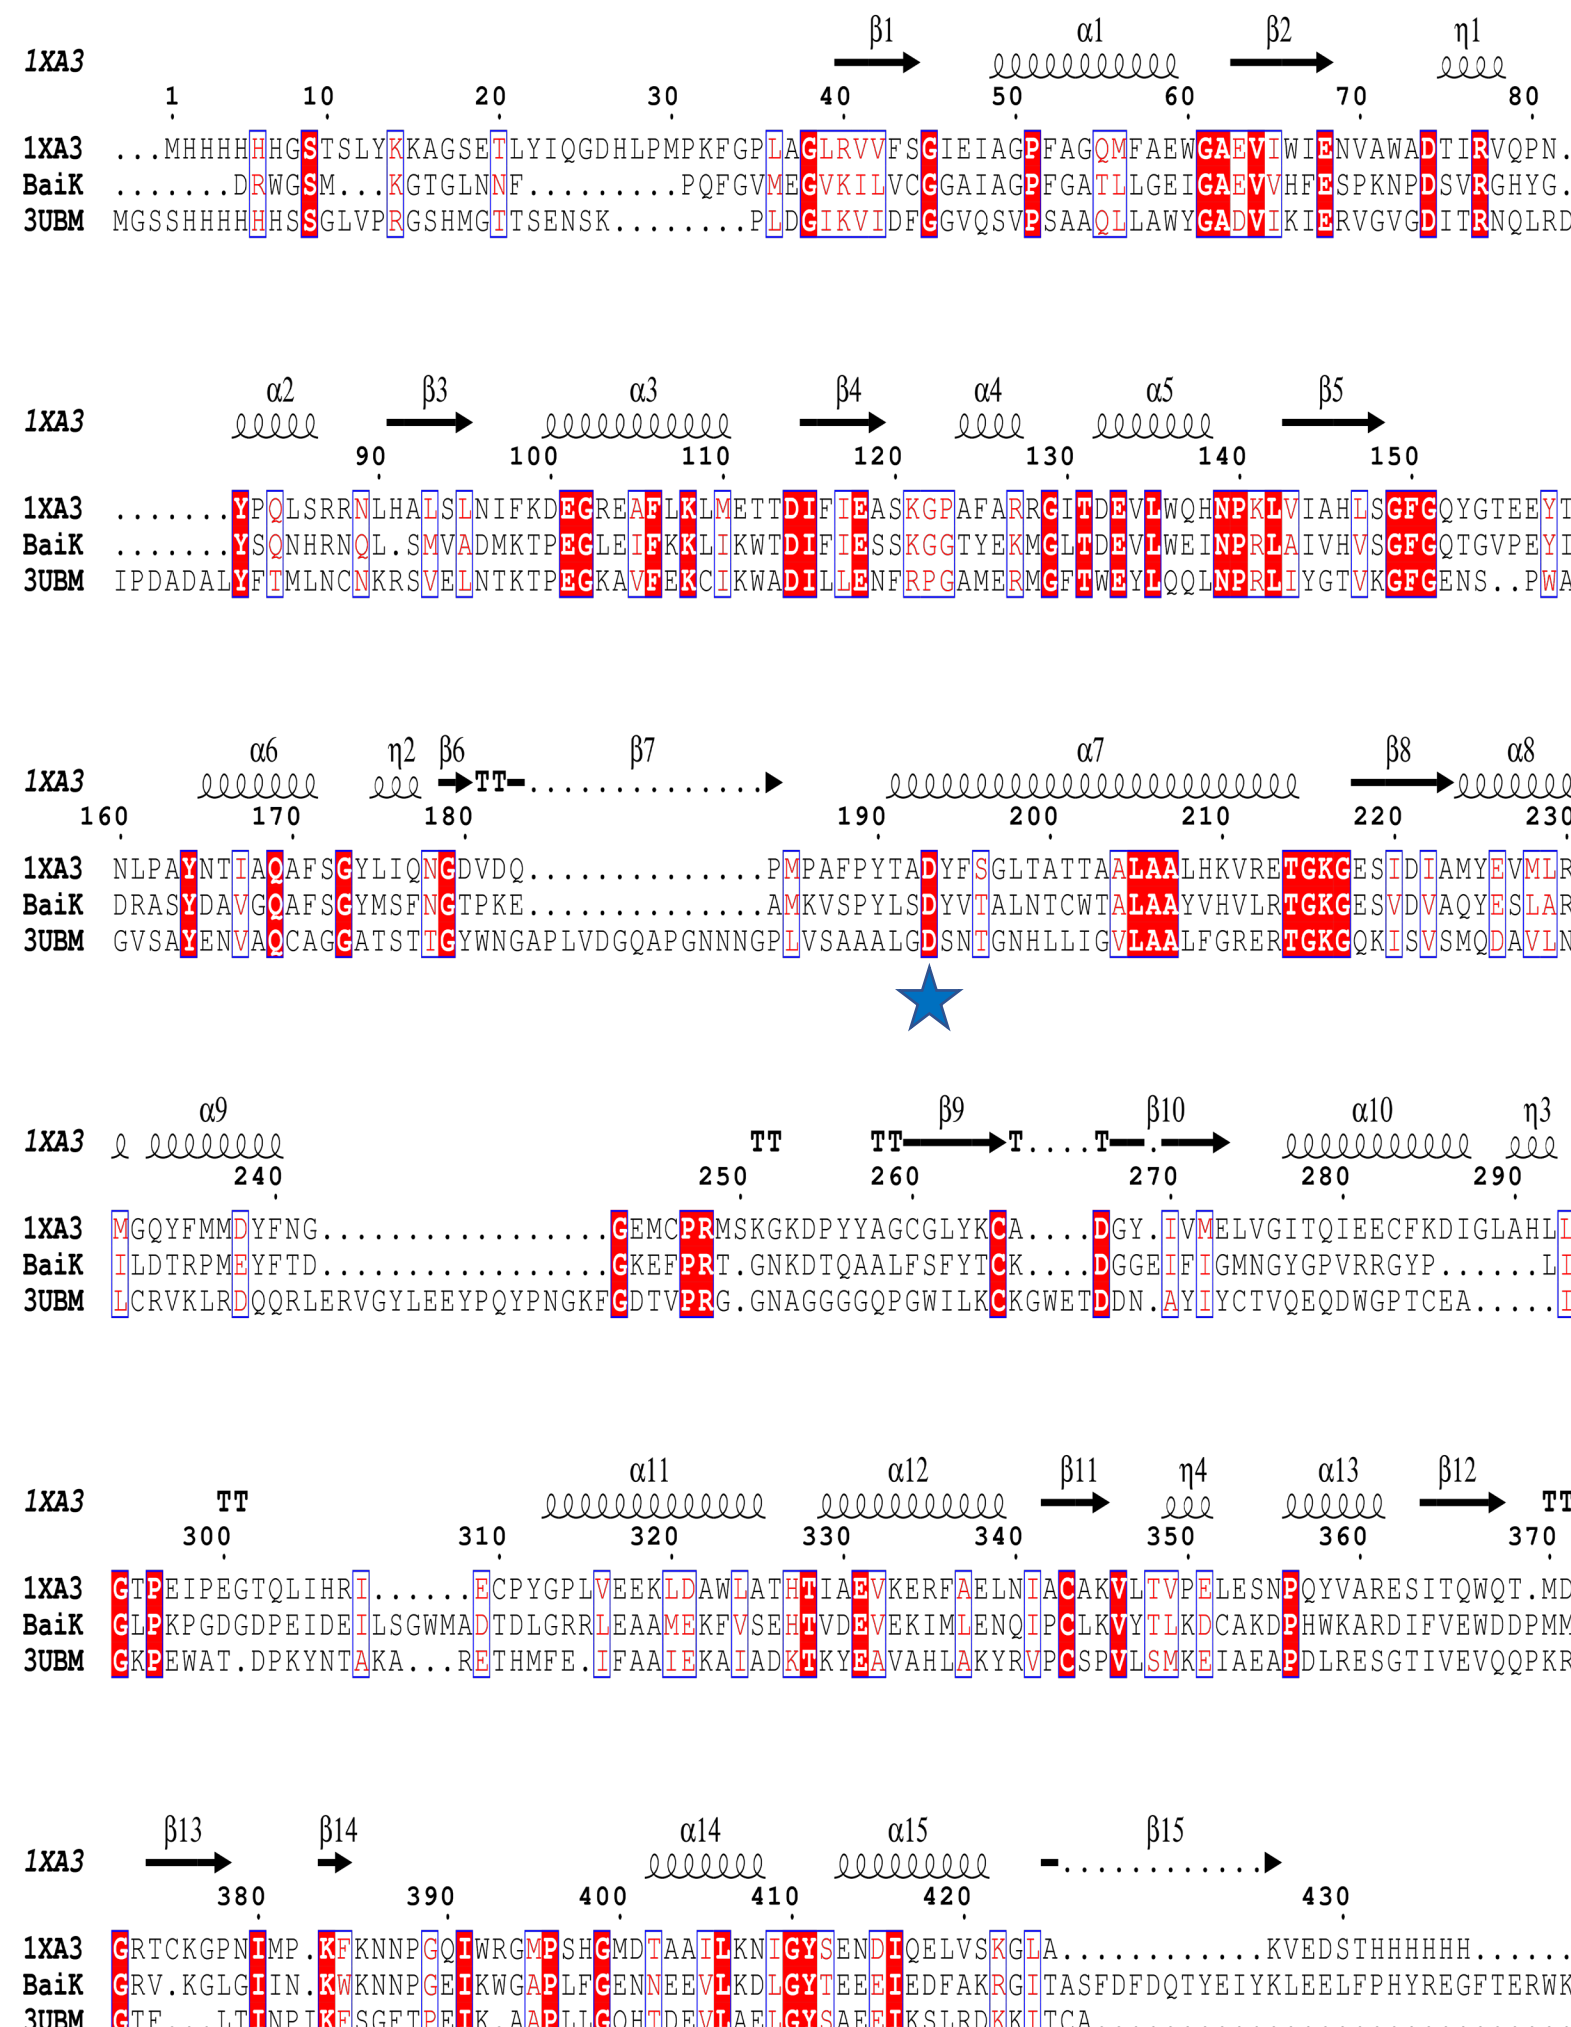 β1 α1 β2 η1
1XA3
1 10 20 30 40 50 60 70 80
1XA3 ...MHHHHHHGSTSLYKKAGSETLYIQGDHLPMPKFGPLAGLRVVFSGIEIAGPFAGQMFAEWGAEVIWIENVAWADTIRVQPN.
BaiK .......DRWGSM...KGTGLNNF.........PQFGVMEGVKILVCGGAIAGPFGATLLGEIGAEVVHFESPKNPDSVRGHYG.
3UBM MGSSHHHHHHSSGLVPRGSHMGTTSENSK........PLDGIKVIDFGGVQSVPSAAQLLAWYGADVIKIERVGVGDITRNQLRD
α2 β3 α3 β4 α4 α5 β5
1XA3
90 100 110 120 130 140 150
1XA3 .......YPQLSRRNLHALSLNIFKDEGREAFLKLMETTDIFIEASKGPAFARRGITDEVLWQHNPKLVIAHLSGFGQYGTEEYT
BaiK .......YSQNHRNQL.SMVADMKTPEGLEIFKKLIKWTDIFIESSKGGTYEKMGLTDEVLWEINPRLAIVHVSGFGQTGVPEYI
3UBM IPDADALYFTMLNCNKRSVELNTKTPEGKAVFEKCIKWADILLENFRPGAMERMGFTWEYLQQLNPRLIYGTVKGFGENS..PWA
α6 η2 β6 β7 α7 β8 α8
1XA3 TT
160 170 180 190 200 210 220 230
1XA3 NLPAYNTIAQAFSGYLIQNGDVDQ..............PMPAFPYTADYFSGLTATTAALAALHKVRETGKGESIDIAMYEVMLR
BaiK DRASYDAVGQAFSGYMSFNGTPKE..............AMKVSPYLSDYVTALNTCWTALAAYVHVLRTGKGESVDVAQYESLAR
3UBM GVSAYENVAQCAGGATSTTGYWNGAPLVDGQAPGNNNGPLVSAAALGDSNTGNHLLIGVLAALFGRERTGKGQKISVSMQDAVLN
α9 β9 β10 α10 η3
1XA3 TT TT T....T .
240 250 260 270 280 290
1XA3 MGQYFMMDYFNG.................GEMCPRMSKGKDPYYAGCGLYKCA....DGY.IVMELVGITQIEECFKDIGLAHLL
BaiK ILDTRPMEYFTD.................GKEFPRT.GNKDTQAALFSFYTCK....DGGEIFIGMNGYGPVRRGYP......LI
3UBM LCRVKLRDQQRLERVGYLEEYPQYPNGKFGDTVPRG.GNAGGGGQPGWILKCKGWETDDN.AYIYCTVQEQDWGPTCEA.....I
α11 α12 β11 η4 α13 β12
1XA3 TT TT
300 310 320 330 340 350 360 370
1XA3 GTPEIPEGTQLIHRI......ECPYGPLVEEKLDAWLATHTIAEVKERFAELNIACAKVLTVPELESNPQYVARESITQWQT.MD
BaiK GLPKPGDGDPEIDEILSGWMADTDLGRRLEAAMEKFVSEHTVDEVEKIMLENQIPCLKVYTLKDCAKDPHWKARDIFVEWDDPMM
3UBM GKPEWAT.DPKYNTAKA...RETHMFE.IFAAIEKAIADKTKYEAVAHLAKYRVPCSPVLSMKEIAEAPDLRESGTIVEVQQPKR
β13 β14 α14 α15 β15
1XA3
380 390 400 410 420 430
1XA3 GRTCKGPNIMP.KFKNNPGQIWRGMPSHGMDTAAILKNIGYSENDIQELVSKGLA............KVEDSTHHHHHH......
BaiK GRV.KGLGIIN.KWKNNPGEIKWGAPLFGENNEEVLKDLGYTEEEIEDFAKRGITASFDFDQTYEIYKLEELFPHYREGFTERWK
3UBM GTF...LTINPIKFSGFTPEIK.AAPLLGQHTDEVLAELGYSAEEIKSLRDKKITCA............................